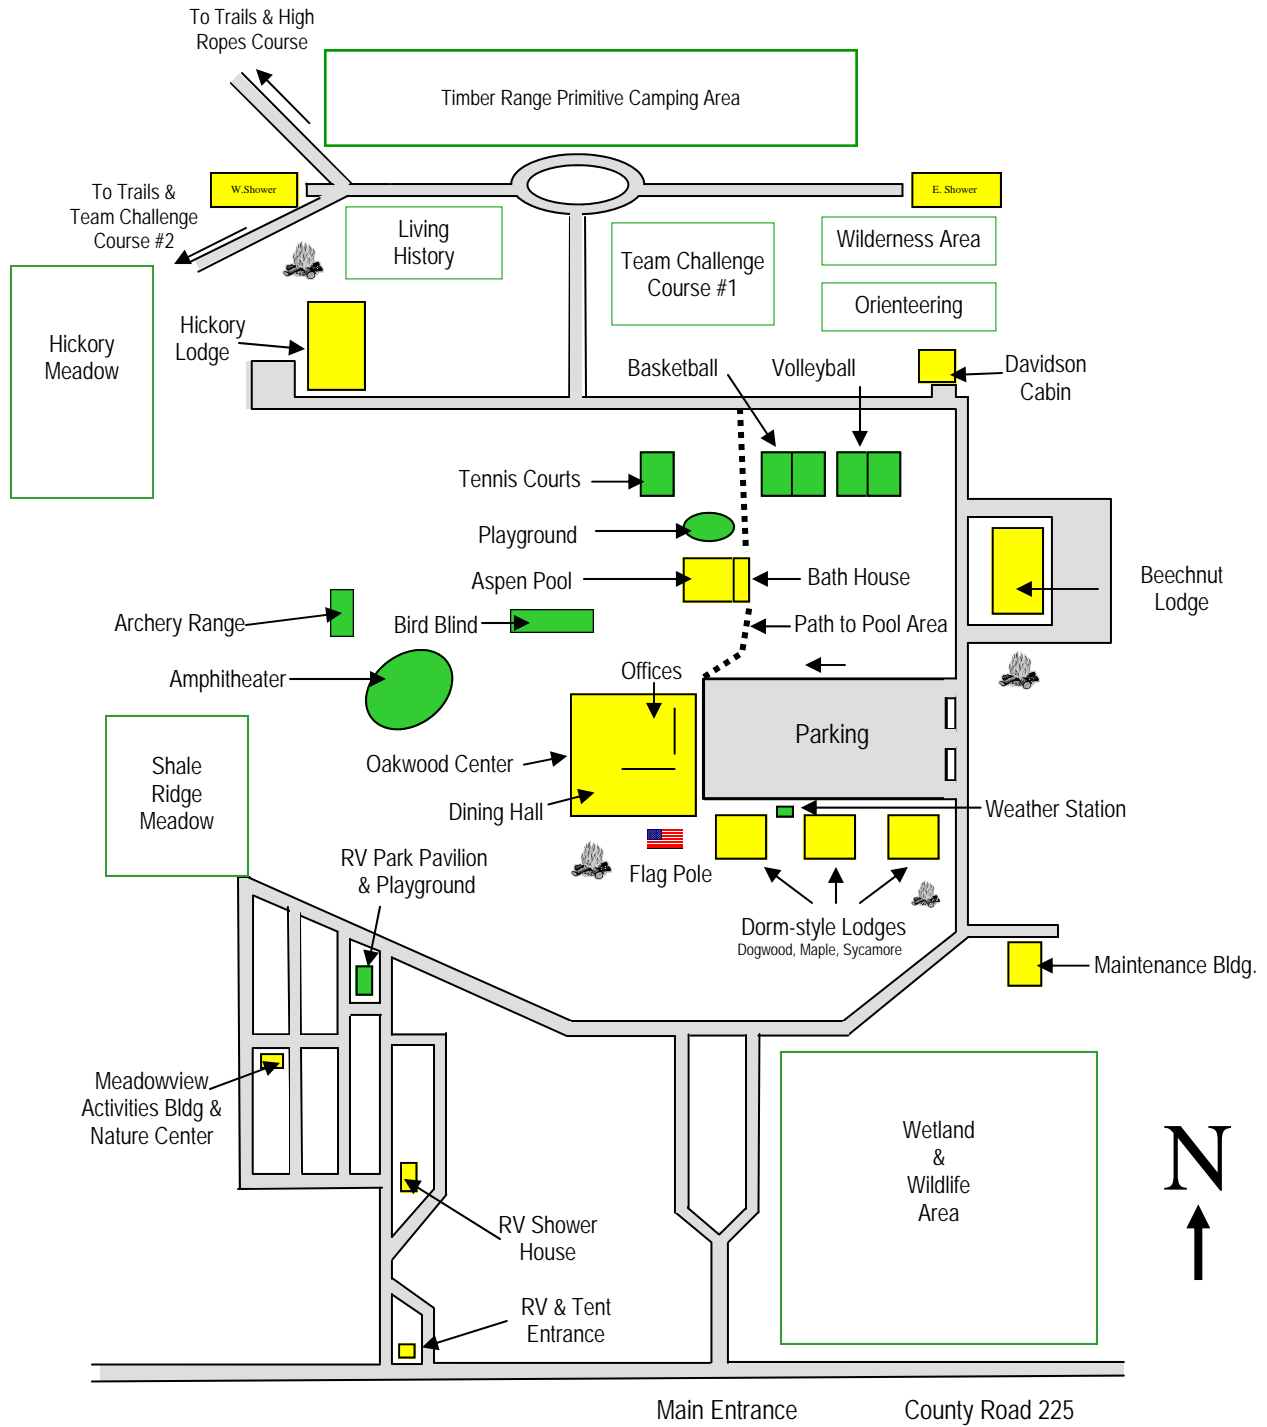 To Trails & High
Ropes Course
Timber Range Primitive Camping Area
W.Shower
E. Shower
To Trails &
Team Challenge
Course #2
Living
History
Team Challenge
Course #1
Wilderness Area
Orienteering
Hickory
Meadow
Hickory
Lodge
Basketball
Volleyball
Davidson
Cabin
Tennis Courts
Playground
Aspen Pool
Bath House
Beechnut
Lodge
Archery Range
Bird Blind
Path to Pool Area
Amphitheater
Offices
Parking
Oakwood Center
Shale
Ridge
Meadow
Dining Hall
Weather Station
RV Park Pavilion
& Playground
Flag Pole
Dorm-style Lodges
Dogwood, Maple, Sycamore
Maintenance Bldg.
Meadowview
Activities Bldg &
Nature Center
Wetland
&
Wildlife
Area
N
RV Shower
House
RV & Tent
Entrance
Main Entrance
County Road 225